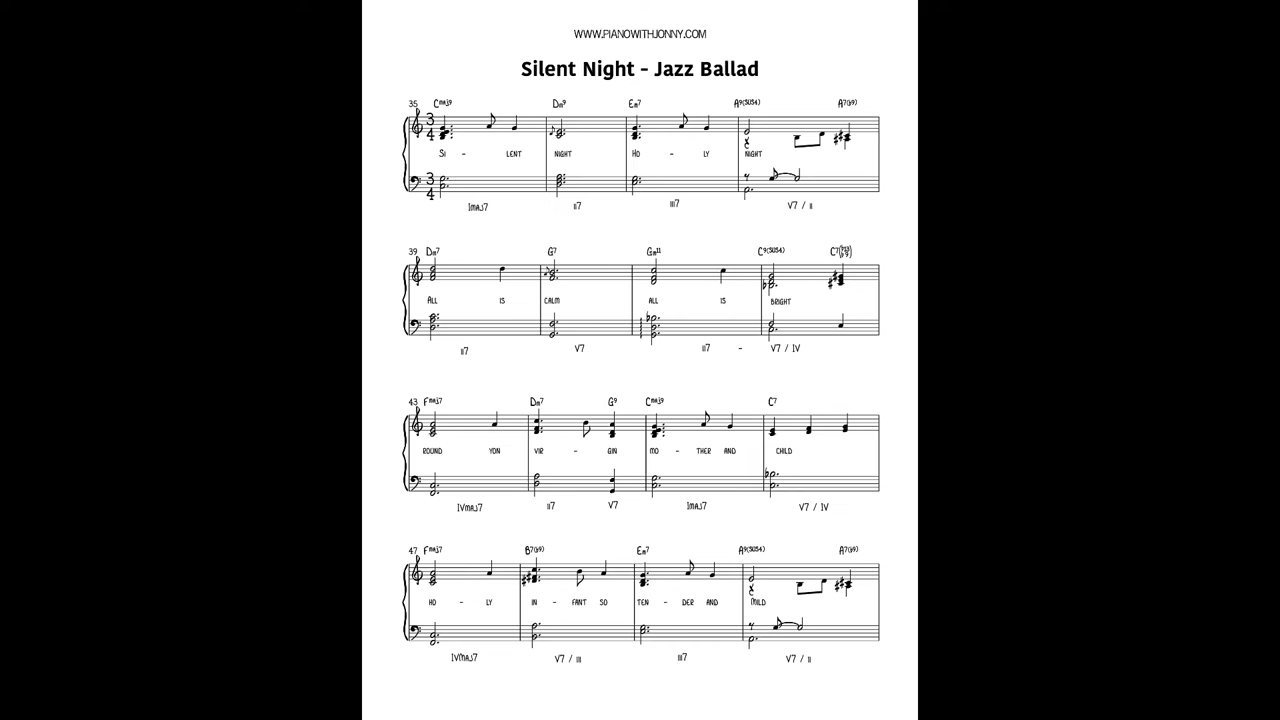 WWW.PIANOWITHJONNY.COM
Silent Night - Jazz Ballad
35 Cmaj9 Dm9 Em7 A9(sus4) A7(b9)
3 4
SI - LENT NIGHT HO - LY NIGHT
3 4
Imaj7 ii7 iii7 V7 / ii
39 Dm7 G7 Gm11 C9(sus4)
ALL IS CALM ALL IS BRIGHT
ii7 V7 ii7 - V7 / IV
43 Fmaj7 Dm7 G9 Cmaj9 C7
ROUND YON VIR - GIN MO - THER AND CHILD
IVmaj7 ii7 V7 Imaj7 V7 / IV
47 Fmaj7 B7(b9) Em7 A9(sus4) A7(b9)
HO - LY IN - FANT SO TEN - DER AND MILD
IVmaj7 V7 / iii iii7 V7 / ii